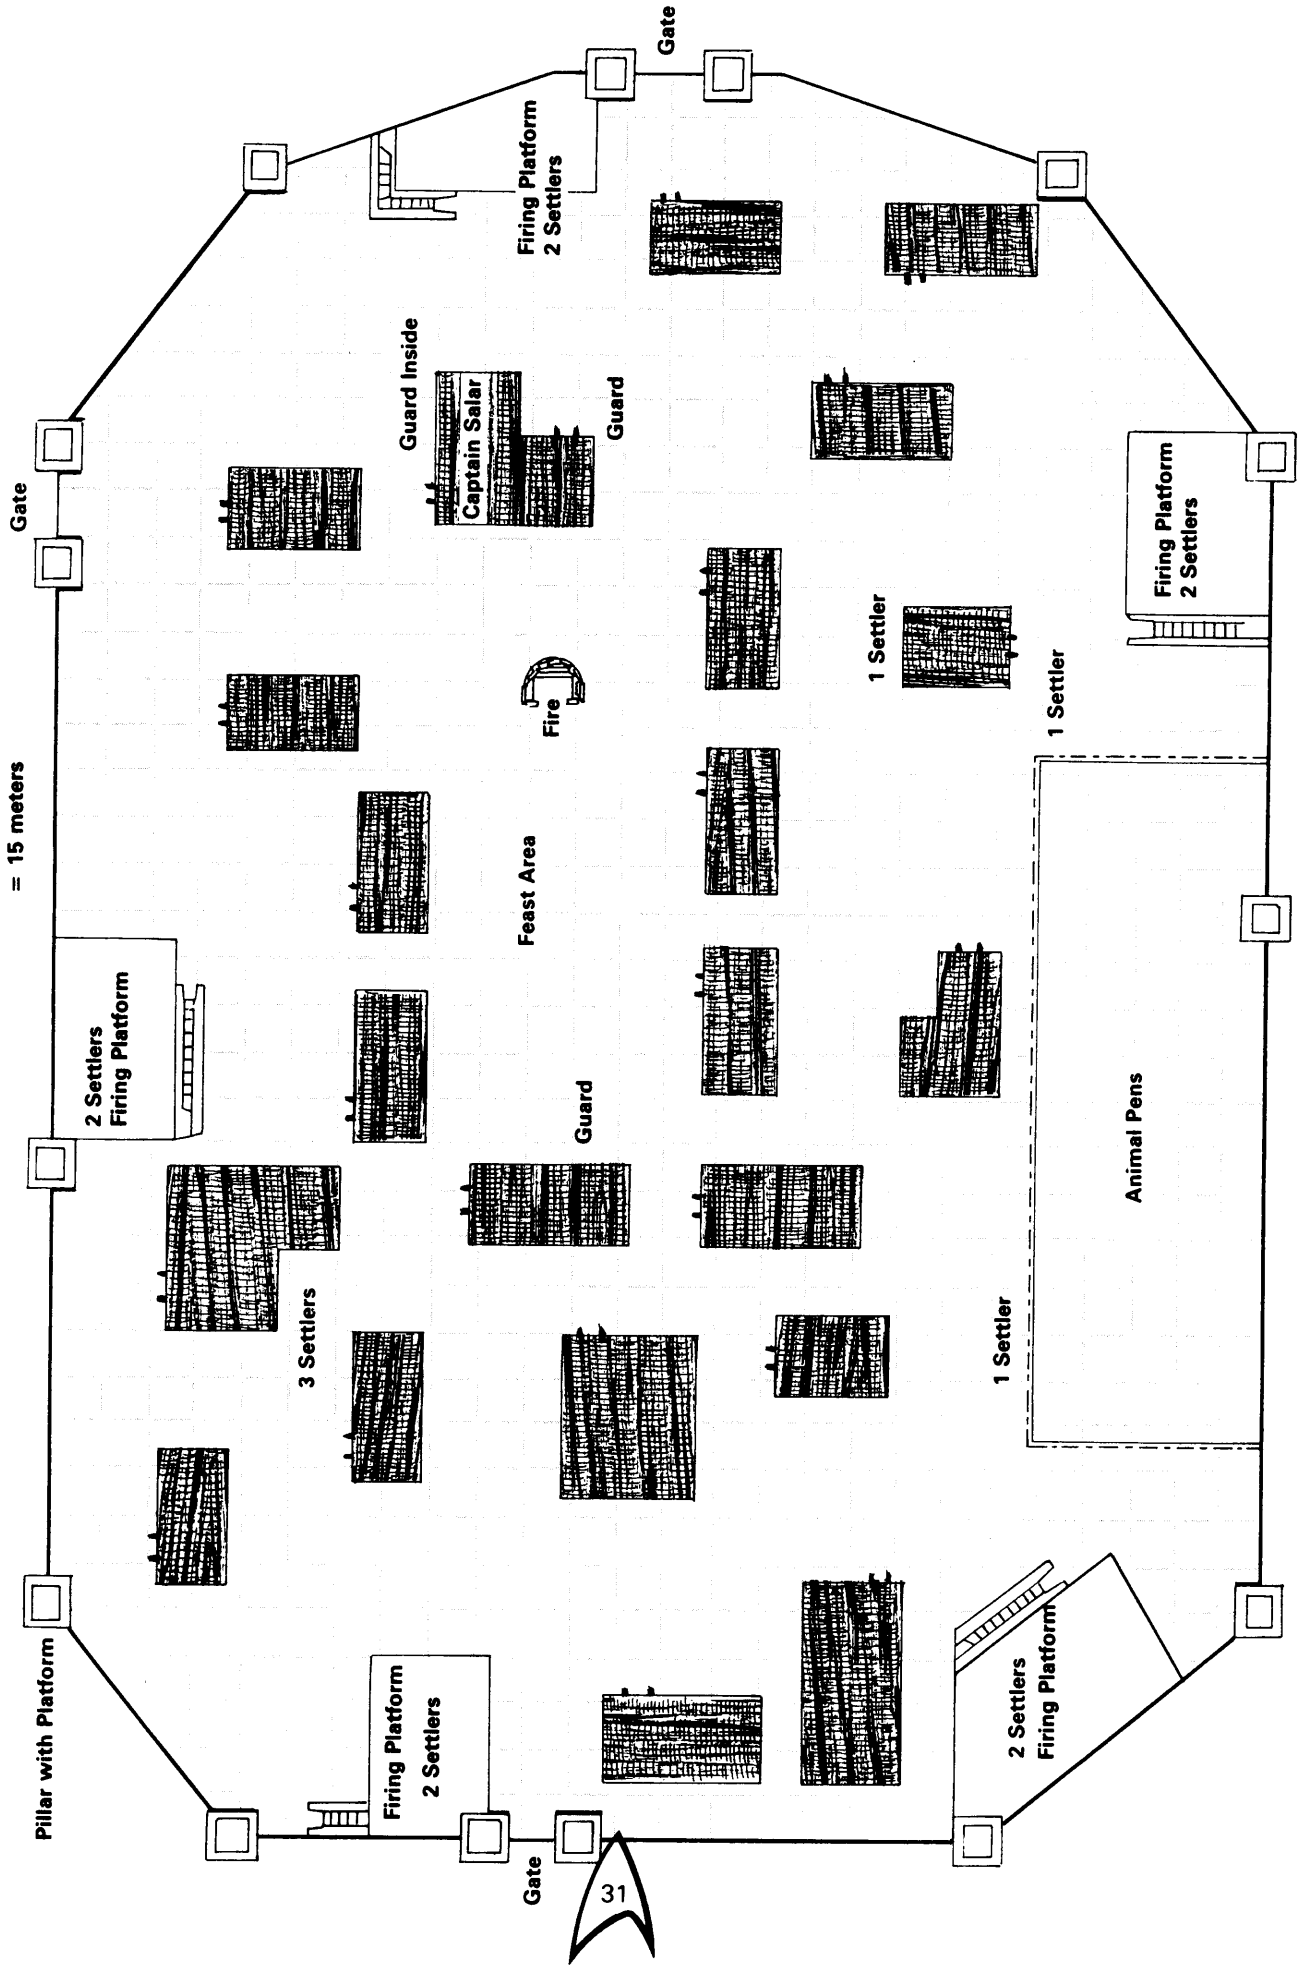 Gate
Gate
= 15 meters
Firing Platform
2 Settlers
Guard Inside
Captain Salar
Guard
Fire
Feast Area
2 Settlers
Firing Platform
Guard
1 Settler
1 Settler
Firing Platform
2 Settlers
3 Settlers
Animal Pens
1 Settler
Pillar with Platform
Firing Platform
2 Settlers
2 Settlers
Firing Platform
Gate
31